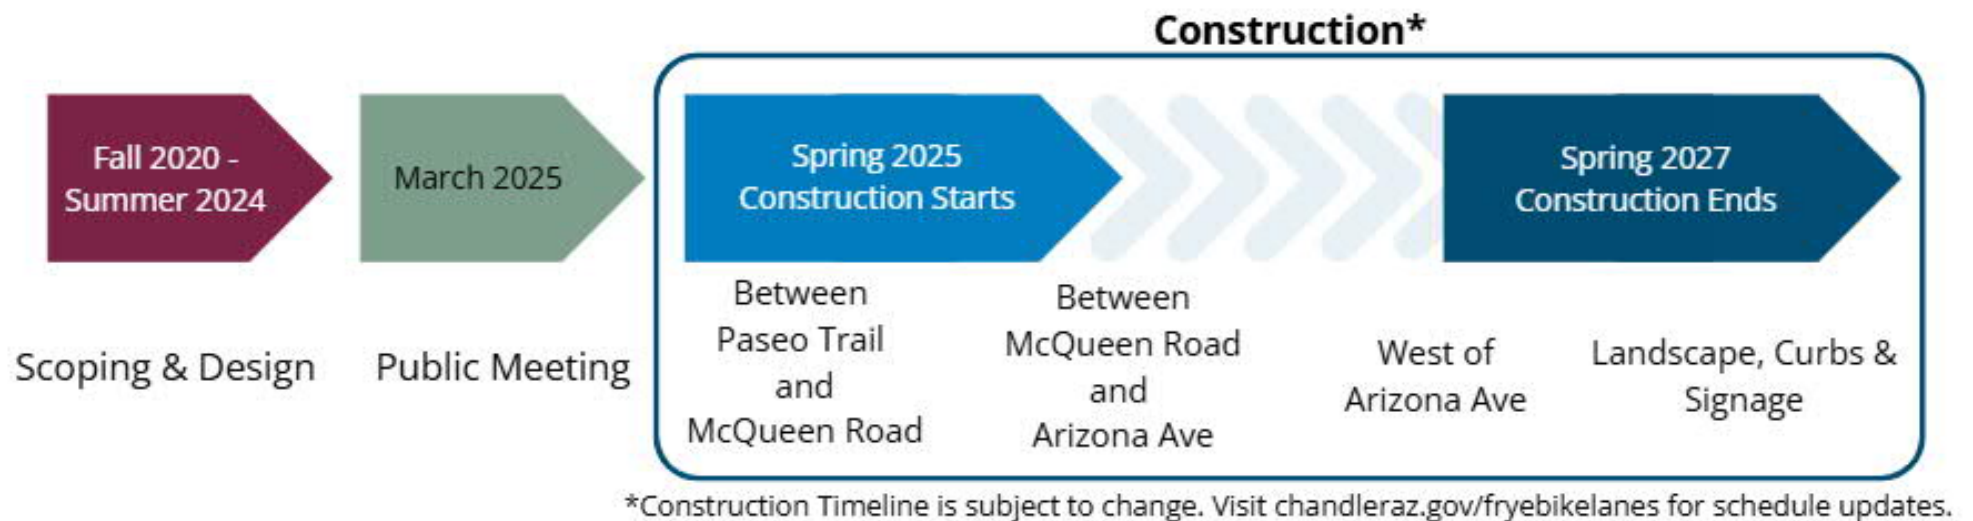 Construction*
Fall 2020 -
Summer 2024
March 2025
Spring 2025
Construction Starts
Spring 2027
Construction Ends
Scoping & Design
Public Meeting
Between
Paseo Trail
and
McQueen Road
Between
McQueen Road
and
Arizona Ave
West of
Arizona Ave
Landscape, Curbs &
Signage
*Construction Timeline is subject to change. Visit chandleraz.gov/fryebikelanes for schedule updates.